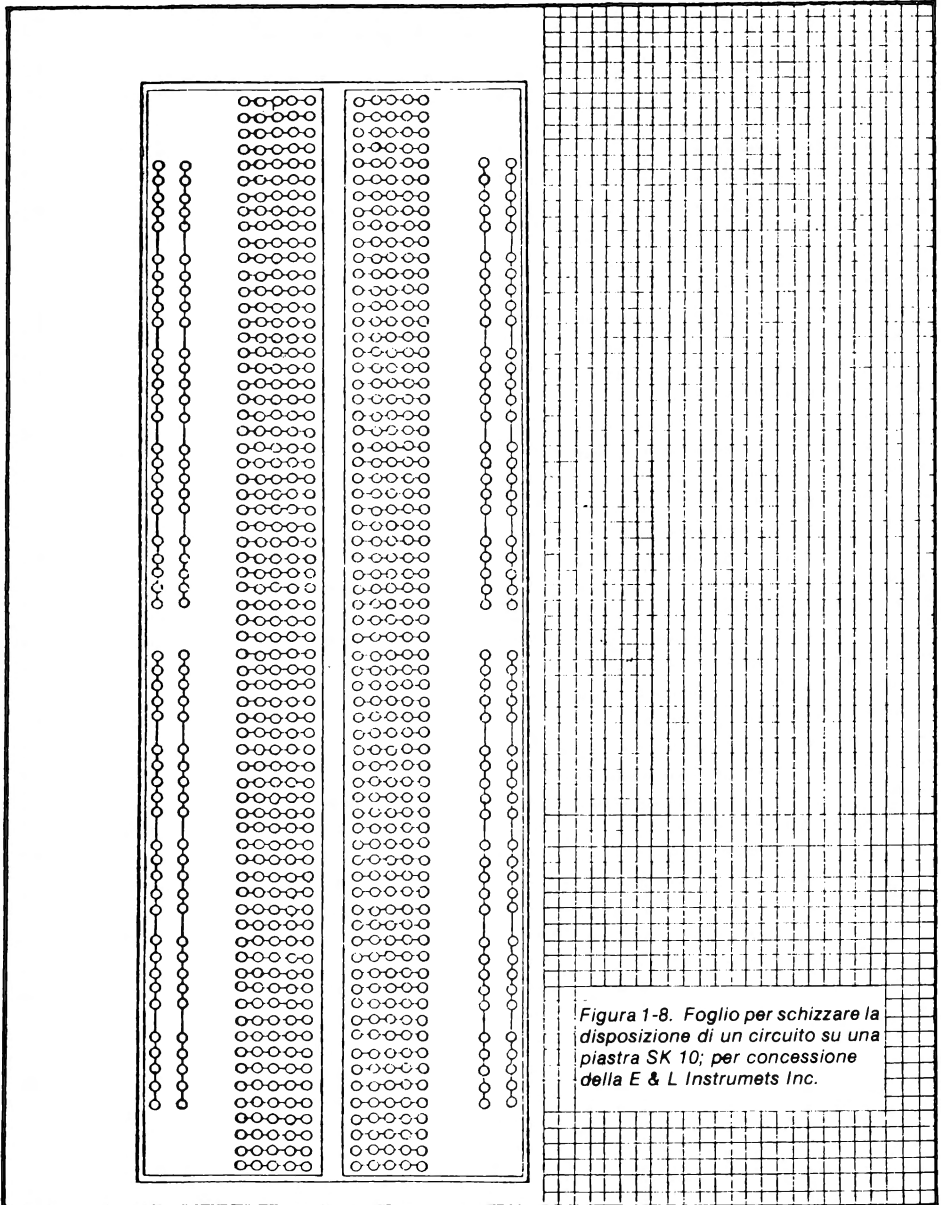 Figura 1-8. Foglio per schizzare la
disposizione di un circuito su una
piastra SK 10; per concessione
della E & L Instrumets Inc.